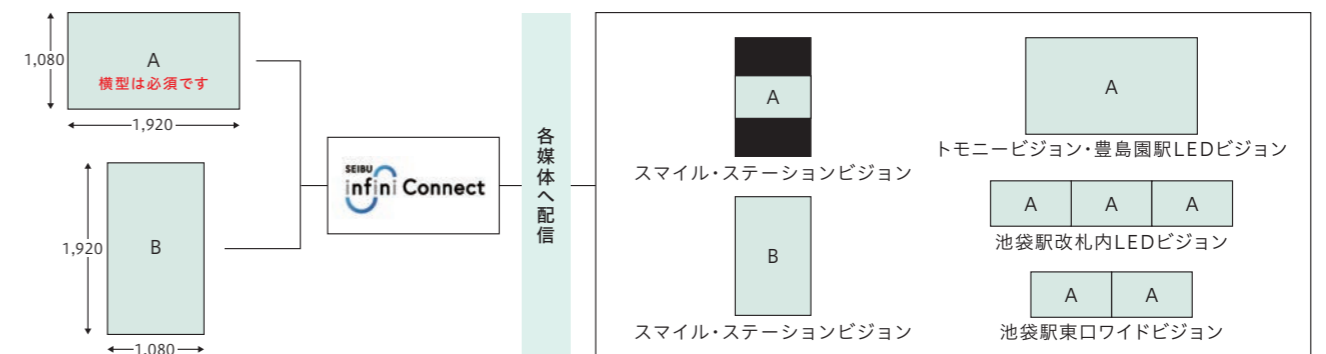 1,080
A
横型は必須です
1,920
1,920
B
1,080
SEIBU
infini Connect
各媒体へ配信
A
スマイル・ステーションビジョン
B
スマイル・ステーションビジョン
A
トモニービジョン・豊島園駅LEDビジョン
A A A
池袋駅改札内LEDビジョン
A A
池袋駅東口ワイドビジョン